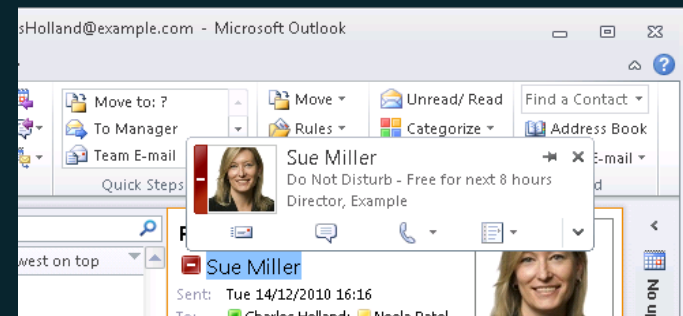 sHolland@example.com - Microsoft Outlook
Move to: ?
Move
Unread/ Read
Find a Contact
To Manager
Rules
Categorize
Address Book
Team E-mail
E-mail
Quick Steps
Sue Miller
Do Not Disturb - Free for next 8 hours
Director, Example
west on top
Sue Miller
Sent: Tue 14/12/2010 16:16
To: Charles Holland;
No